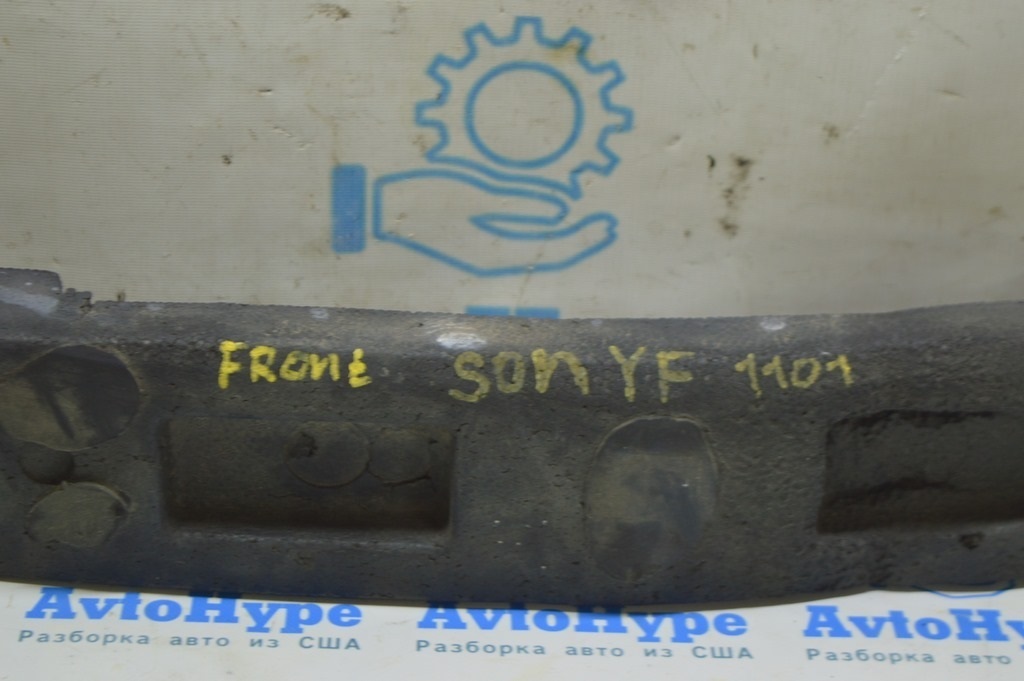 FRONt SON YF 1101
AvtoHype AvtoHype AvtoHy
Разборка авто из США Разборка авто из США Разборка авто